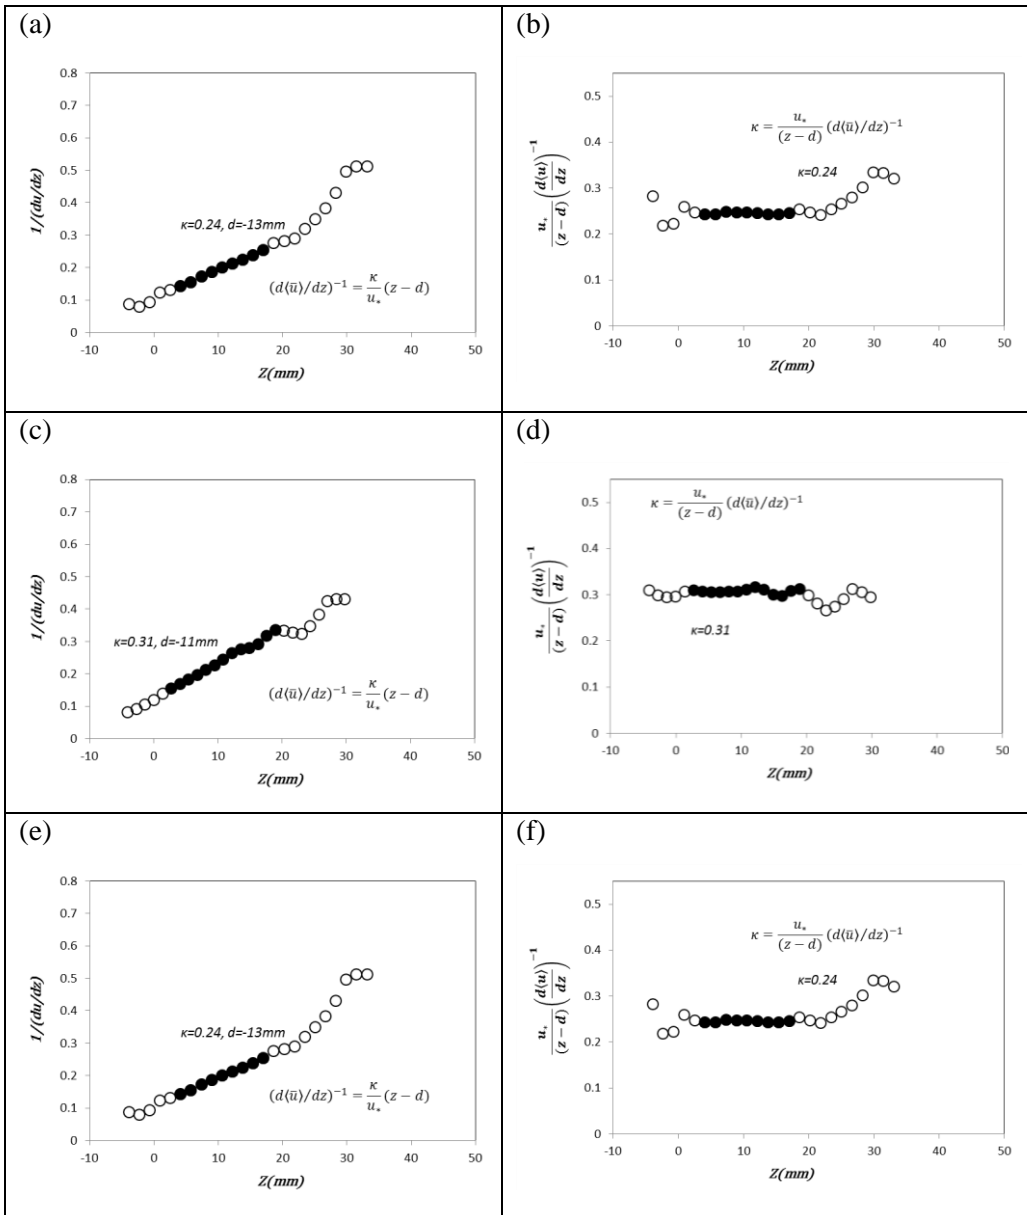 (a)
0.8
0.7
0.6
0.5
0.4
0.3
0.2
0.1
0
-10 0 10 20 30 40 50
1/(du/dz)
Z(mm)
κ=0.24, d=-13mm
(d⟨ū⟩/dz)⁻¹ = κ/u* (z − d)
(b)
0.5
0.4
0.3
0.2
0.1
0
-10 0 10 20 30 40 50
u*/(z − d) (d⟨u⟩/dz)⁻¹
Z(mm)
κ = u*/(z − d) (d⟨ū⟩/dz)⁻¹
κ=0.24
(c)
0.8
0.7
0.6
0.5
0.4
0.3
0.2
0.1
0
-10 0 10 20 30 40 50
1/(du/dz)
Z(mm)
κ=0.31, d=-11mm
(d⟨ū⟩/dz)⁻¹ = κ/u* (z − d)
(d)
0.5
0.4
0.3
0.2
0.1
0
-10 0 10 20 30 40 50
u*/(z − d) (d⟨u⟩/dz)⁻¹
Z(mm)
κ = u*/(z − d) (d⟨ū⟩/dz)⁻¹
κ=0.31
(e)
0.8
0.7
0.6
0.5
0.4
0.3
0.2
0.1
0
-10 0 10 20 30 40 50
1/(du/dz)
Z(mm)
κ=0.24, d=-13mm
(d⟨ū⟩/dz)⁻¹ = κ/u* (z − d)
(f)
0.5
0.4
0.3
0.2
0.1
0
-10 0 10 20 30 40 50
u*/(z − d) (d⟨u⟩/dz)⁻¹
Z(mm)
κ = u*/(z − d) (d⟨ū⟩/dz)⁻¹
κ=0.24